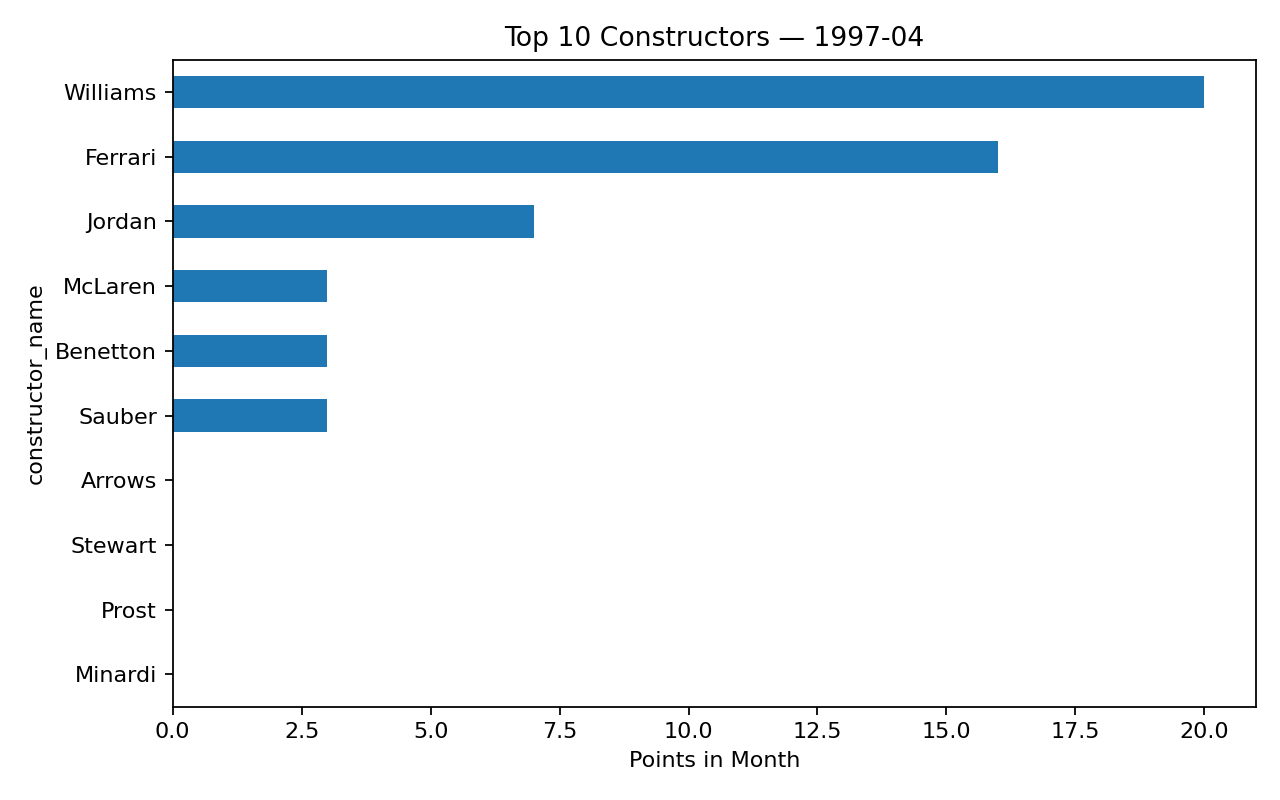 Top 10 Constructors — 1997-04
constructor_name
Williams
Ferrari
Jordan
McLaren
Benetton
Sauber
Arrows
Stewart
Prost
Minardi
0.0 2.5 5.0 7.5 10.0 12.5 15.0 17.5 20.0
Points in Month